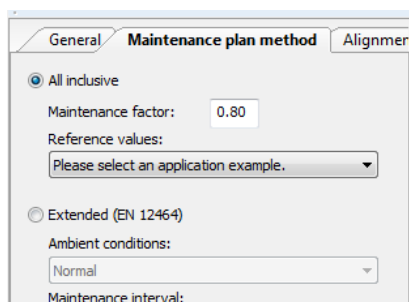 General
Maintenance plan method
Alignmen
All inclusive
Maintenance factor: 0.80
Reference values:
Please select an application example.
Extended (EN 12464)
Ambient conditions:
Normal
Maintenance interval: